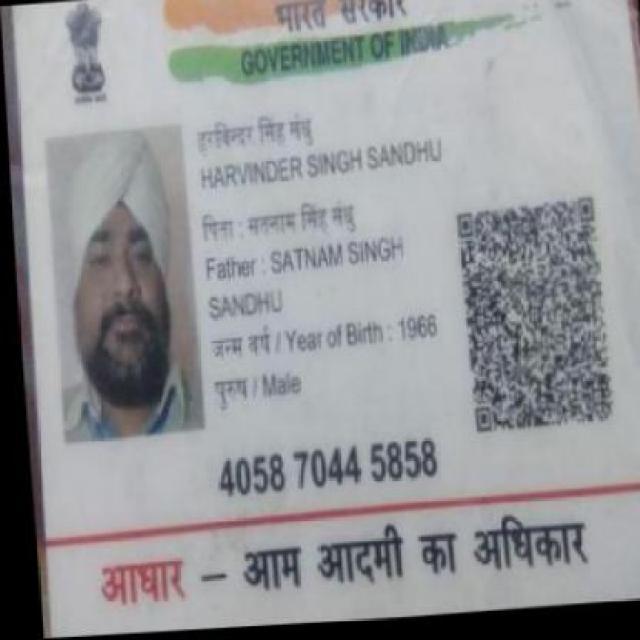 भारत सरकार
GOVERNMENT OF INDIA
हरबिन्दर सिंह संधु
HARVINDER SINGH SANDHU
पिता : सतनाम सिंह संधु
Father : SATNAM SINGH
SANDHU
जन्म वर्ष / Year of Birth : 1966
पुरुष / Male
4058 7044 5858
आधार – आम आदमी का अधिकार